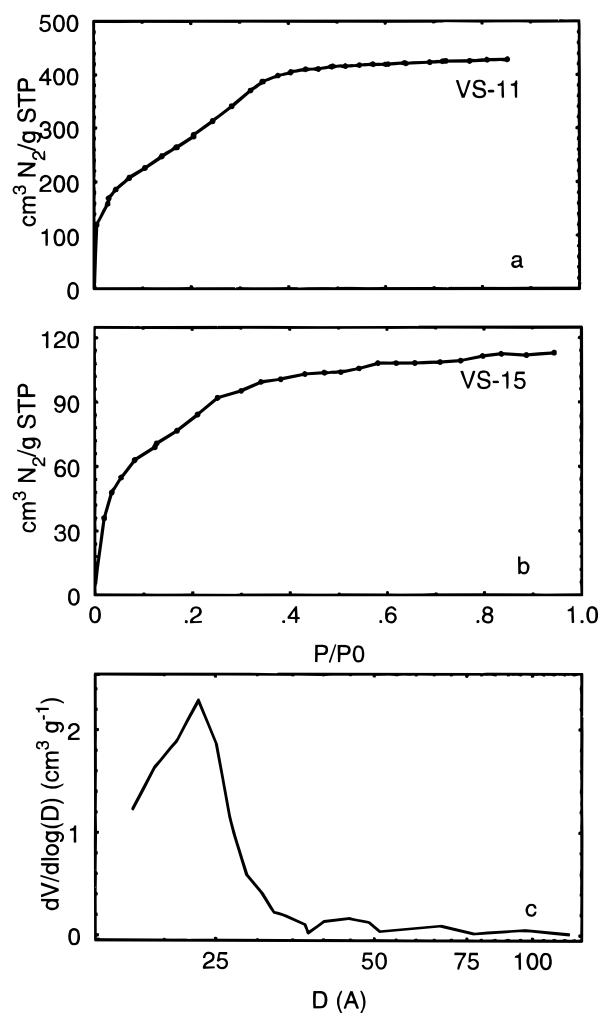 500
400
300
200
100
0
cm³ N₂/g STP
VS-11
a
120
90
60
30
0
cm³ N₂/g STP
VS-15
b
0 .2 .4 .6 .8 1.0
P/P0
2
1
0
dV/dlog(D) (cm³ g⁻¹)
c
25 50 75 100
D (A)